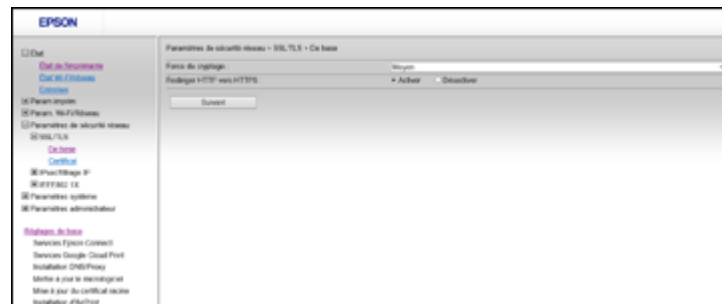 EPSON
État
État de l'imprimante
État Wi-Fi/Réseau
Entretien
Param imprim
Param. Wi-Fi/Réseau
Paramètres de sécurité réseau
SSL/TLS
De base
Certificat
IPsec/filtrage IP
IEEE802.1X
Paramètres système
Paramètres administrateur
Réglages de base
Services Epson Connect
Services Google Cloud Print
Installation DNS/Proxy
Mettre à jour le micrologiciel
Mise à jour du certificat racine
Installation d'AirPrint
Paramètres de sécurité réseau > SSL/TLS > De base
Force de cryptage : Moyen
Rediriger HTTP vers HTTPS : Activer Désactiver
Suivant